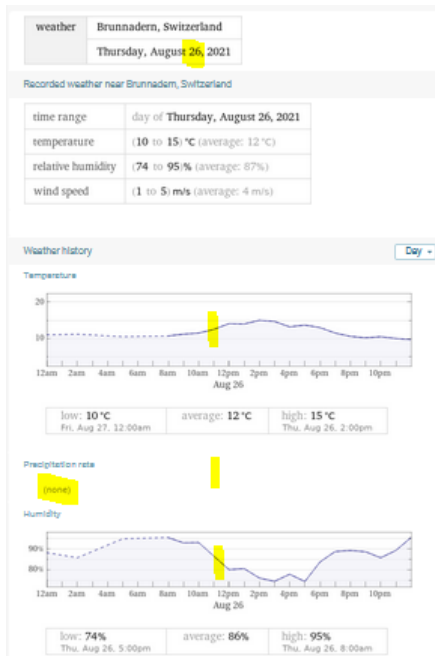 weather Brunnadern, Switzerland
Thursday, August 26, 2021
Recorded weather near Brunnadern, Switzerland
time range day of Thursday, August 26, 2021
temperature (10 to 15) °C (average: 12 °C)
relative humidity (74 to 95)% (average: 87%)
wind speed (1 to 5) m/s (average: 4 m/s)
Weather history Day
Temperature
20
10
12am 2am 4am 6am 8am 10am 12pm 2pm 4pm 6pm 8pm 10pm
Aug 26
low: 10 °C average: 12 °C high: 15 °C
Fri, Aug 27, 12:00am Thu, Aug 26, 2:00pm
Precipitation rate
(none)
Humidity
90%
80%
12am 2am 4am 6am 8am 10am 12pm 2pm 4pm 6pm 8pm 10pm
Aug 26
low: 74% average: 86% high: 95%
Thu, Aug 26, 5:00pm Thu, Aug 26, 8:00am